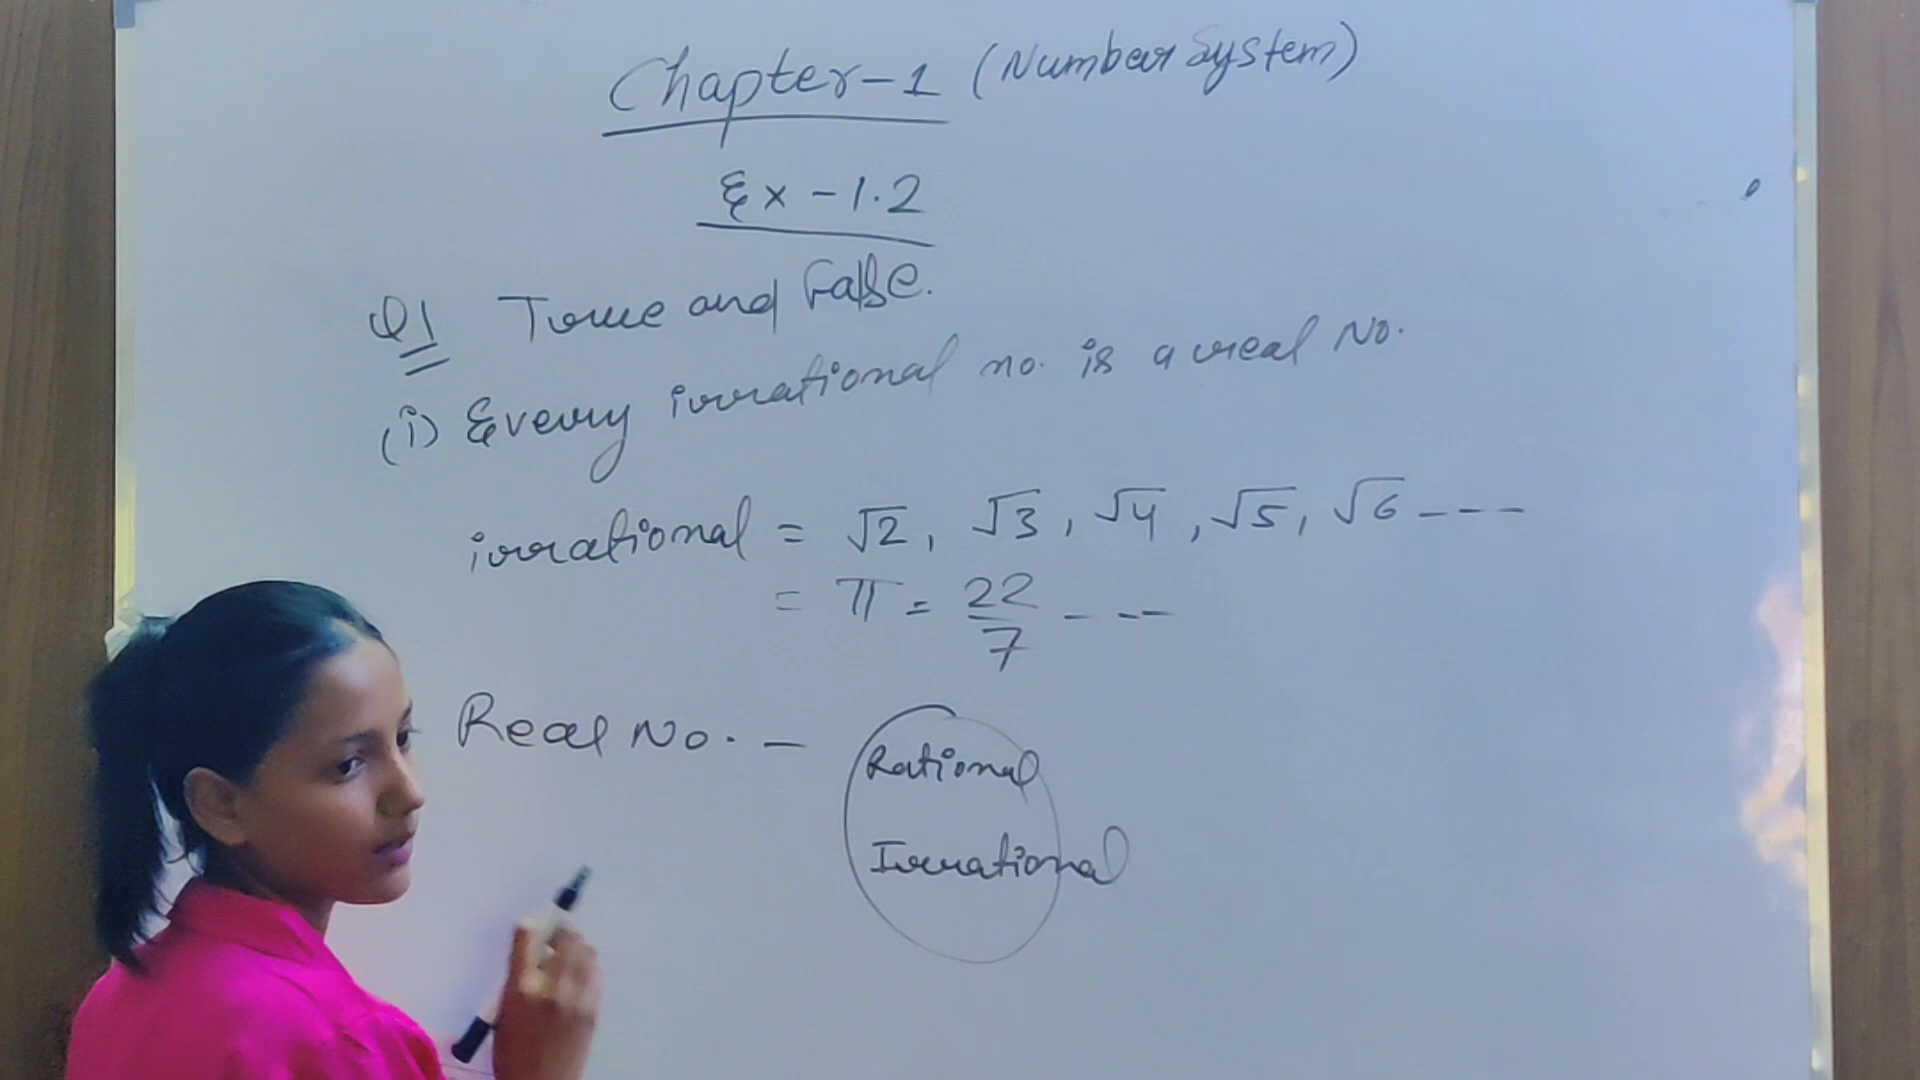 Chapter-1 (Number System)
Ex-1.2
Q1 True and False.
(i) Every irrational no. is a real No.
irrational = √2, √3, √4, √5, √6 ---
= π = 22/7 ---
Real No. -
Rational
Irrational